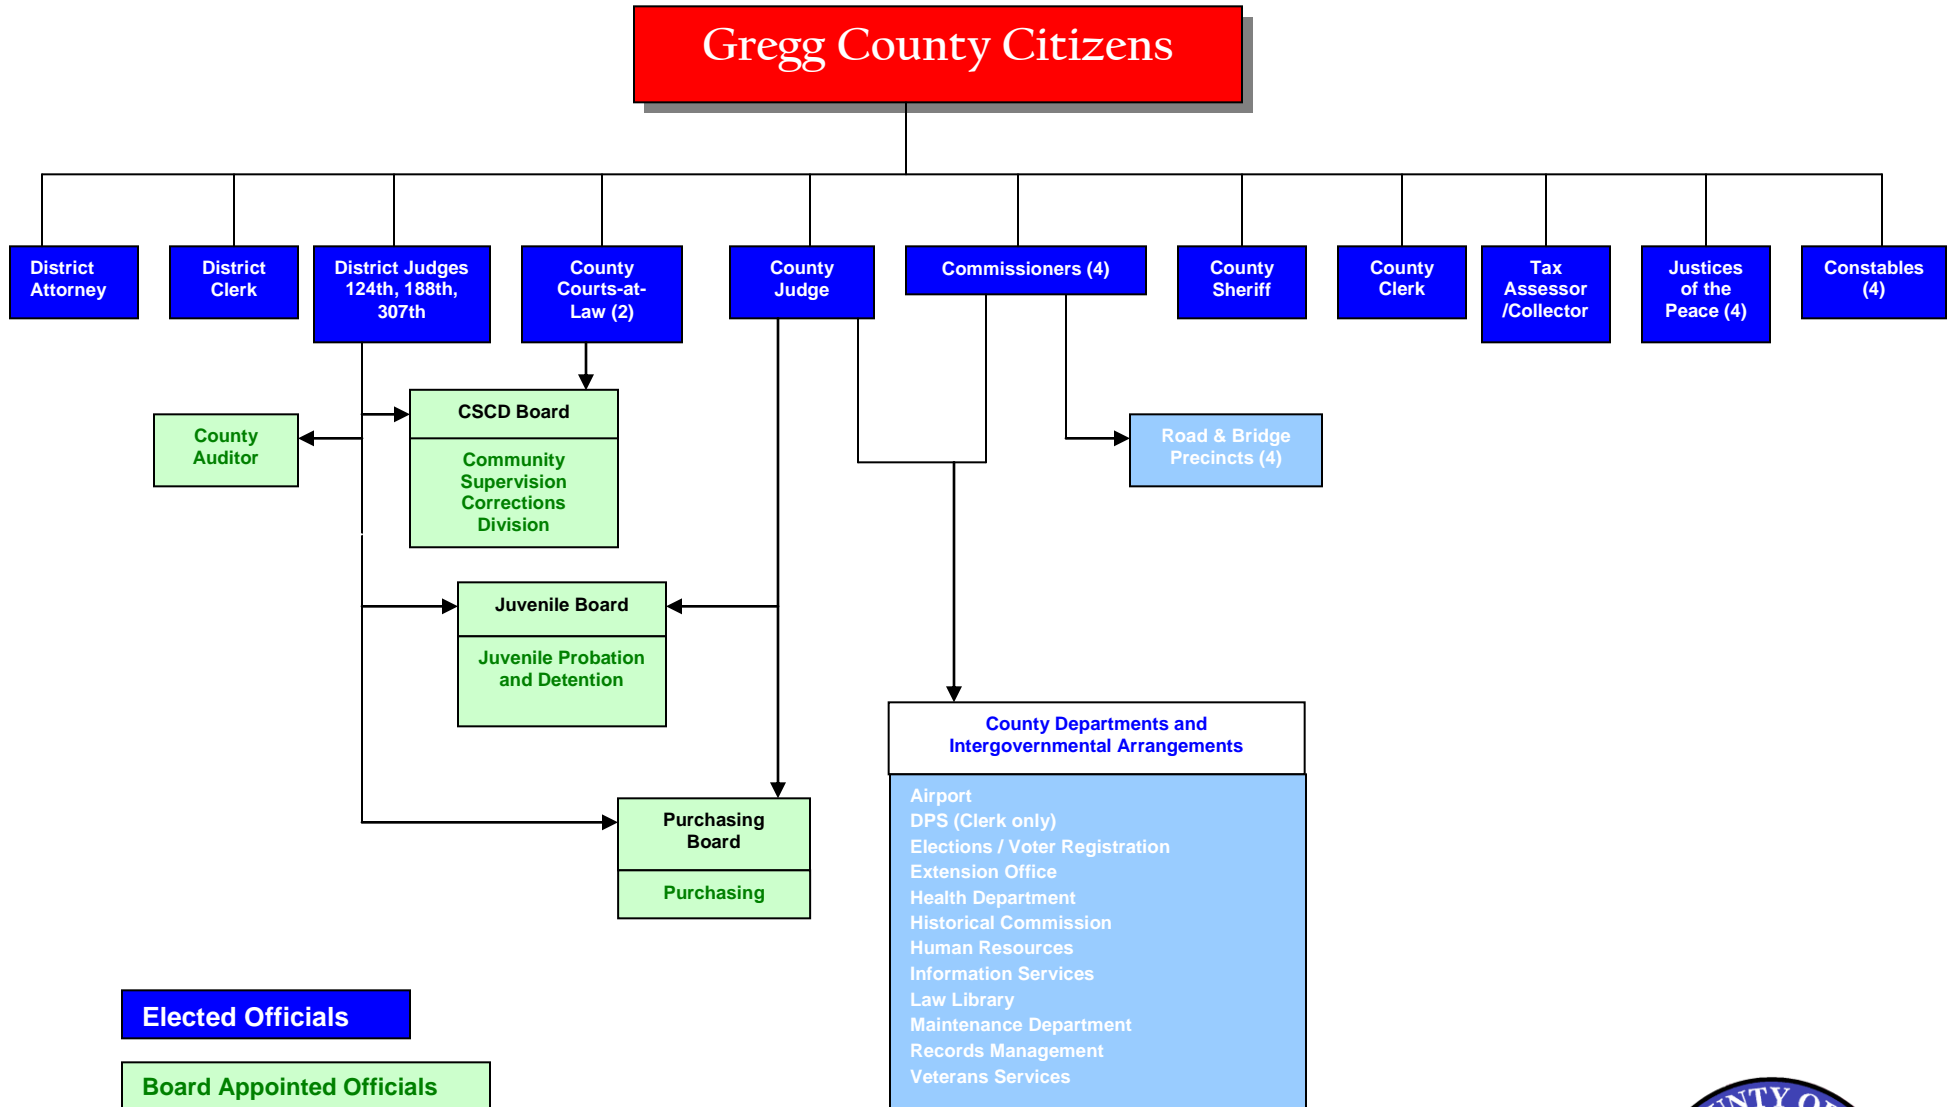 Gregg County Citizens
District
Attorney
District
Clerk
District Judges
124th, 188th,
307th
County
Courts-at-
Law (2)
County
Judge
Commissioners (4)
County
Sheriff
County
Clerk
Tax
Assessor
/Collector
Justices
of the
Peace (4)
Constables
(4)
County
Auditor
CSCD Board
Community
Supervision
Corrections
Division
Road & Bridge
Precincts (4)
Juvenile Board
Juvenile Probation
and Detention
County Departments and
Intergovernmental Arrangements
Purchasing
Board
Purchasing
Airport
DPS (Clerk only)
Elections / Voter Registration
Extension Office
Health Department
Historical Commission
Human Resources
Information Services
Law Library
Maintenance Department
Records Management
Veterans Services
Elected Officials
Board Appointed Officials